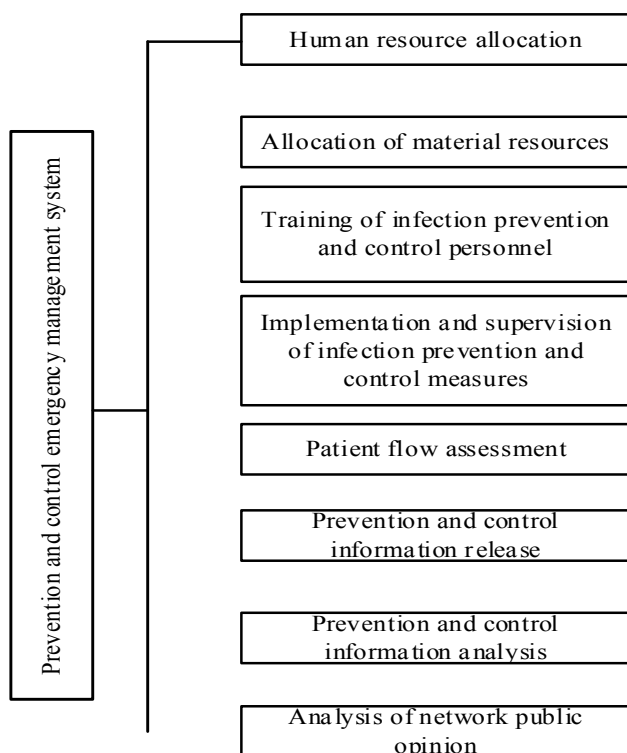 Prevention and control emergency management system
Human resource allocation
Allocation of material resources
Training of infection prevention
and control personnel
Implementation and supervision
of infection prevention and
control measures
Patient flow assessment
Prevention and control
information release
Prevention and control
information analysis
Analysis of network public
opinion